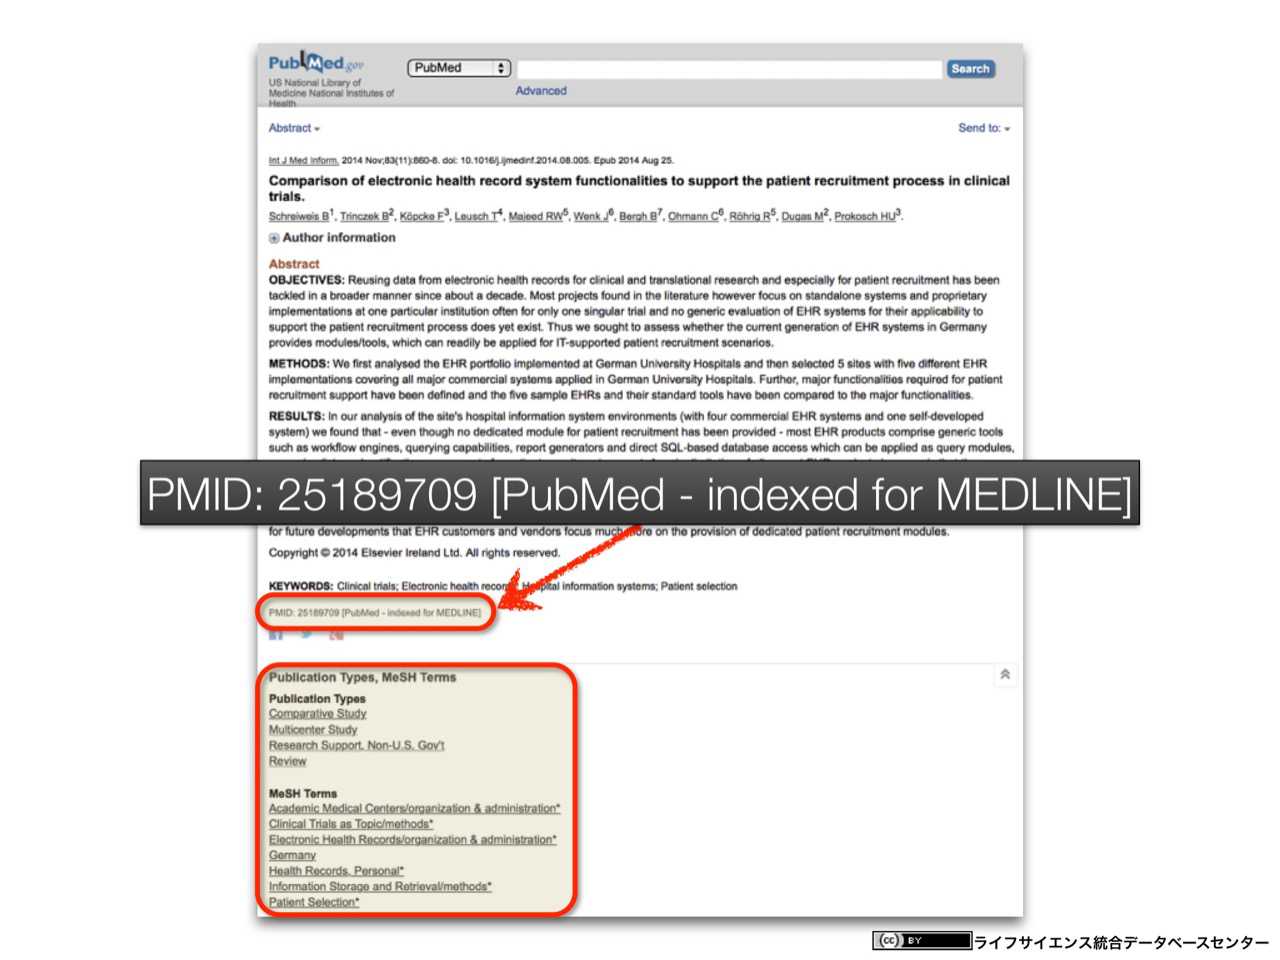 PubMed.gov
US National Library of
Medicine National Institutes of
Health
PubMed
Search
Advanced
Abstract
Send to:
Int J Med Inform. 2014 Nov;83(11):860-8. doi: 10.1016/j.ijmedinf.2014.08.005. Epub 2014 Aug 25.
Comparison of electronic health record system functionalities to support the patient recruitment process in clinical
trials.
Schreiweis B1, Trinczek B2, Köpcke F3, Leusch T4, Majeed RW5, Wenk J6, Bergh B7, Ohmann C6, Röhrig R5, Dugas M2, Prokosch HU3.
Author information
Abstract
OBJECTIVES: Reusing data from electronic health records for clinical and translational research and especially for patient recruitment has been
tackled in a broader manner since about a decade. Most projects found in the literature however focus on standalone systems and proprietary
implementations at one particular institution often for only one singular trial and no generic evaluation of EHR systems for their applicability to
support the patient recruitment process does yet exist. Thus we sought to assess whether the current generation of EHR systems in Germany
provides modules/tools, which can readily be applied for IT-supported patient recruitment scenarios.
METHODS: We first analysed the EHR portfolio implemented at German University Hospitals and then selected 5 sites with five different EHR
implementations covering all major commercial systems applied in German University Hospitals. Further, major functionalities required for patient
recruitment support have been defined and the five sample EHRs and their standard tools have been compared to the major functionalities.
RESULTS: In our analysis of the site's hospital information system environments (with four commercial EHR systems and one self-developed
system) we found that - even though no dedicated module for patient recruitment has been provided - most EHR products comprise generic tools
such as workflow engines, querying capabilities, report generators and direct SQL-based database access which can be applied as query modules,
PMID: 25189709 [PubMed - indexed for MEDLINE]
for future developments that EHR customers and vendors focus much more on the provision of dedicated patient recruitment modules.
Copyright © 2014 Elsevier Ireland Ltd. All rights reserved.
KEYWORDS: Clinical trials; Electronic health records; Hospital information systems; Patient selection
PMID: 25189709 [PubMed - indexed for MEDLINE]
Publication Types, MeSH Terms
Publication Types
Comparative Study
Multicenter Study
Research Support, Non-U.S. Gov't
Review
MeSH Terms
Academic Medical Centers/organization & administration*
Clinical Trials as Topic/methods*
Electronic Health Records/organization & administration*
Germany
Health Records, Personal*
Information Storage and Retrieval/methods*
Patient Selection*
cc BY ライフサイエンス統合データベースセンター